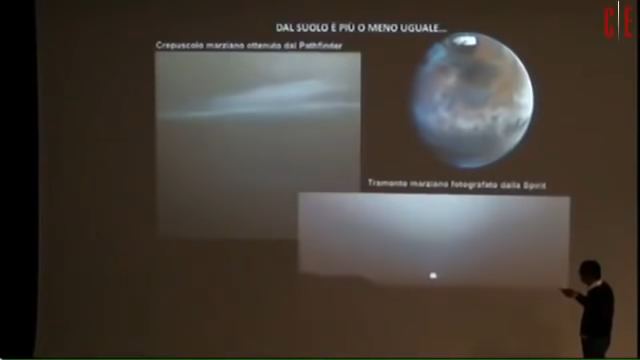 C E
DAL SUOLO È PIÙ O MENO UGUALE...
Crepuscolo marziano ottenuto dal Pathfinder
Tramonto marziano fotografato dalla Spirit